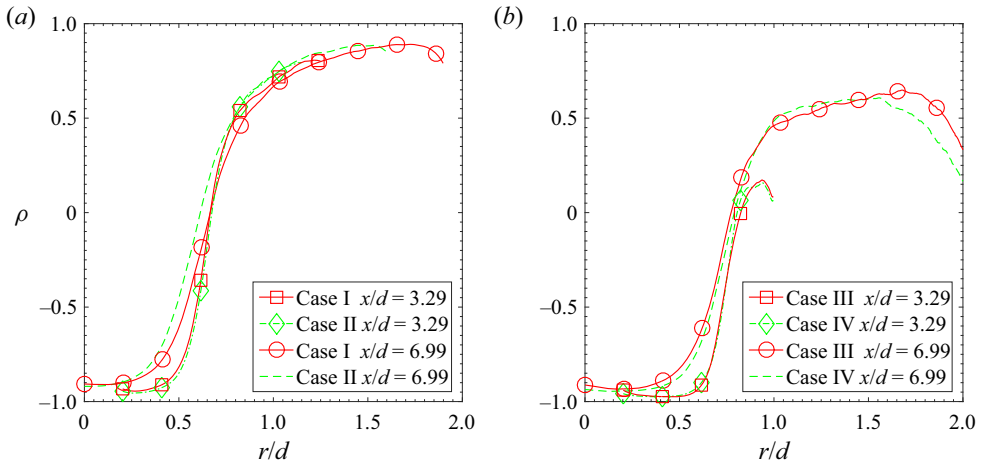 (a)
1.0
0.5
0
–0.5
–1.0
ρ
0
0.5
1.0
1.5
2.0
r/d
Case I x/d = 3.29
Case II x/d = 3.29
Case I x/d = 6.99
Case II x/d = 6.99
(b)
1.0
0.5
0
–0.5
–1.0
0
0.5
1.0
1.5
2.0
r/d
Case III x/d = 3.29
Case IV x/d = 3.29
Case III x/d = 6.99
Case IV x/d = 6.99